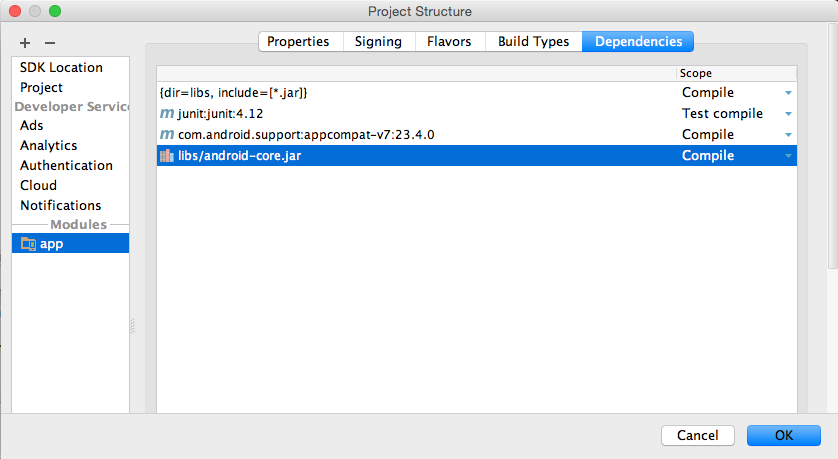 Project Structure
+ −
Properties Signing Flavors Build Types Dependencies
SDK Location
Project
Developer Servic
Ads
Analytics
Authentication
Cloud
Notifications
Modules
app
Scope
{dir=libs, include=[*.jar]} Compile
m junit:junit:4.12 Test compile
m com.android.support:appcompat-v7:23.4.0 Compile
libs/android-core.jar Compile
Cancel OK